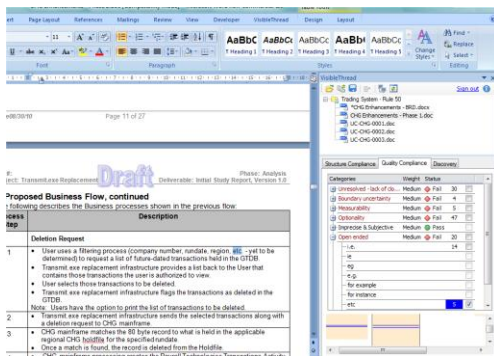 ert Page Layout References Mailings Review View Developer VisibleThread Design Layout
11
AaBbC AaBbCc AaBbCc AaBb( AaBbCc
Heading 1 Heading 2 Heading 3 Heading 4 Heading 5
Change
Styles
Find
Replace
Select
Font Paragraph Styles Editing
VisibleThread
Sign out
Trading System - Rule 50
*CHG Enhancements - BRD.docx
CHG Enhancements - Phase 1.doc
UC-CHG-0001.doc
UC-CHG-0002.doc
UC-CHG-0003.doc
Page 11 of 27
Structure Compliance Quality Compliance Discovery
Categories Weight Status
Unresolved - lack of clo... Medium Fail 30
Boundary uncertainty Medium Fail 4
Measurability Medium Fail 5
Optionality Medium Fail 47
Imprecise & Subjective Medium Pass
Open ended Medium Fail 20
i.e. 14
ie
eg
e.g.
for example
for instance
etc 5
#: Phase: Analysis
ect: Transmit.exe Replacement Draft Deliverable: Initial Study Report, Version 1.0
Proposed Business Flow, continued
following describes the Business processes shown in the previous flow:
cess
tep
Description
Deletion Request
1
• User uses a filtering process (company number, rundate, region, etc - yet to be
determined) to request a list of future-dated transactions held in the GTDB.
• Transmit.exe replacement infrastructure provides a list back to the User that
contains those transactions the user is authorized to view.
• User selects those transactions to be deleted.
• Transmit.exe replacement infrastructure flags the transactions as deleted in the
GTDB.
Note: Users have the option to print the list of transactions to be deleted
2
• Transmit.exe replacement infrastructure sends the selected transactions along with
a deletion request to CHG mainframe.
3
• CHG mainframe matches the 80 byte record to what is held in the applicable
regional CHG holdfile for the specified rundate.
• Once a match is found, the record is deleted from the Holdfile.